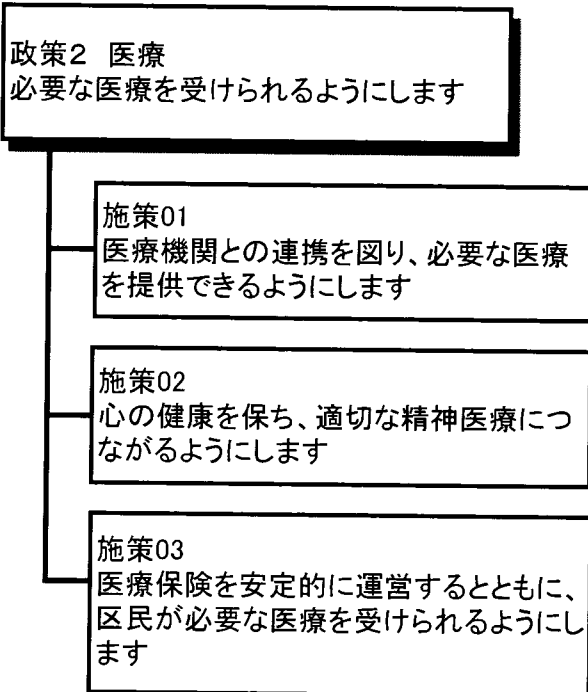 政策2 医療
必要な医療を受けられるようにします
施策01
医療機関との連携を図り、必要な医療
を提供できるようにします
施策02
心の健康を保ち、適切な精神医療につ
ながるようにします
施策03
医療保険を安定的に運営するとともに、
区民が必要な医療を受けられるようにし
ます